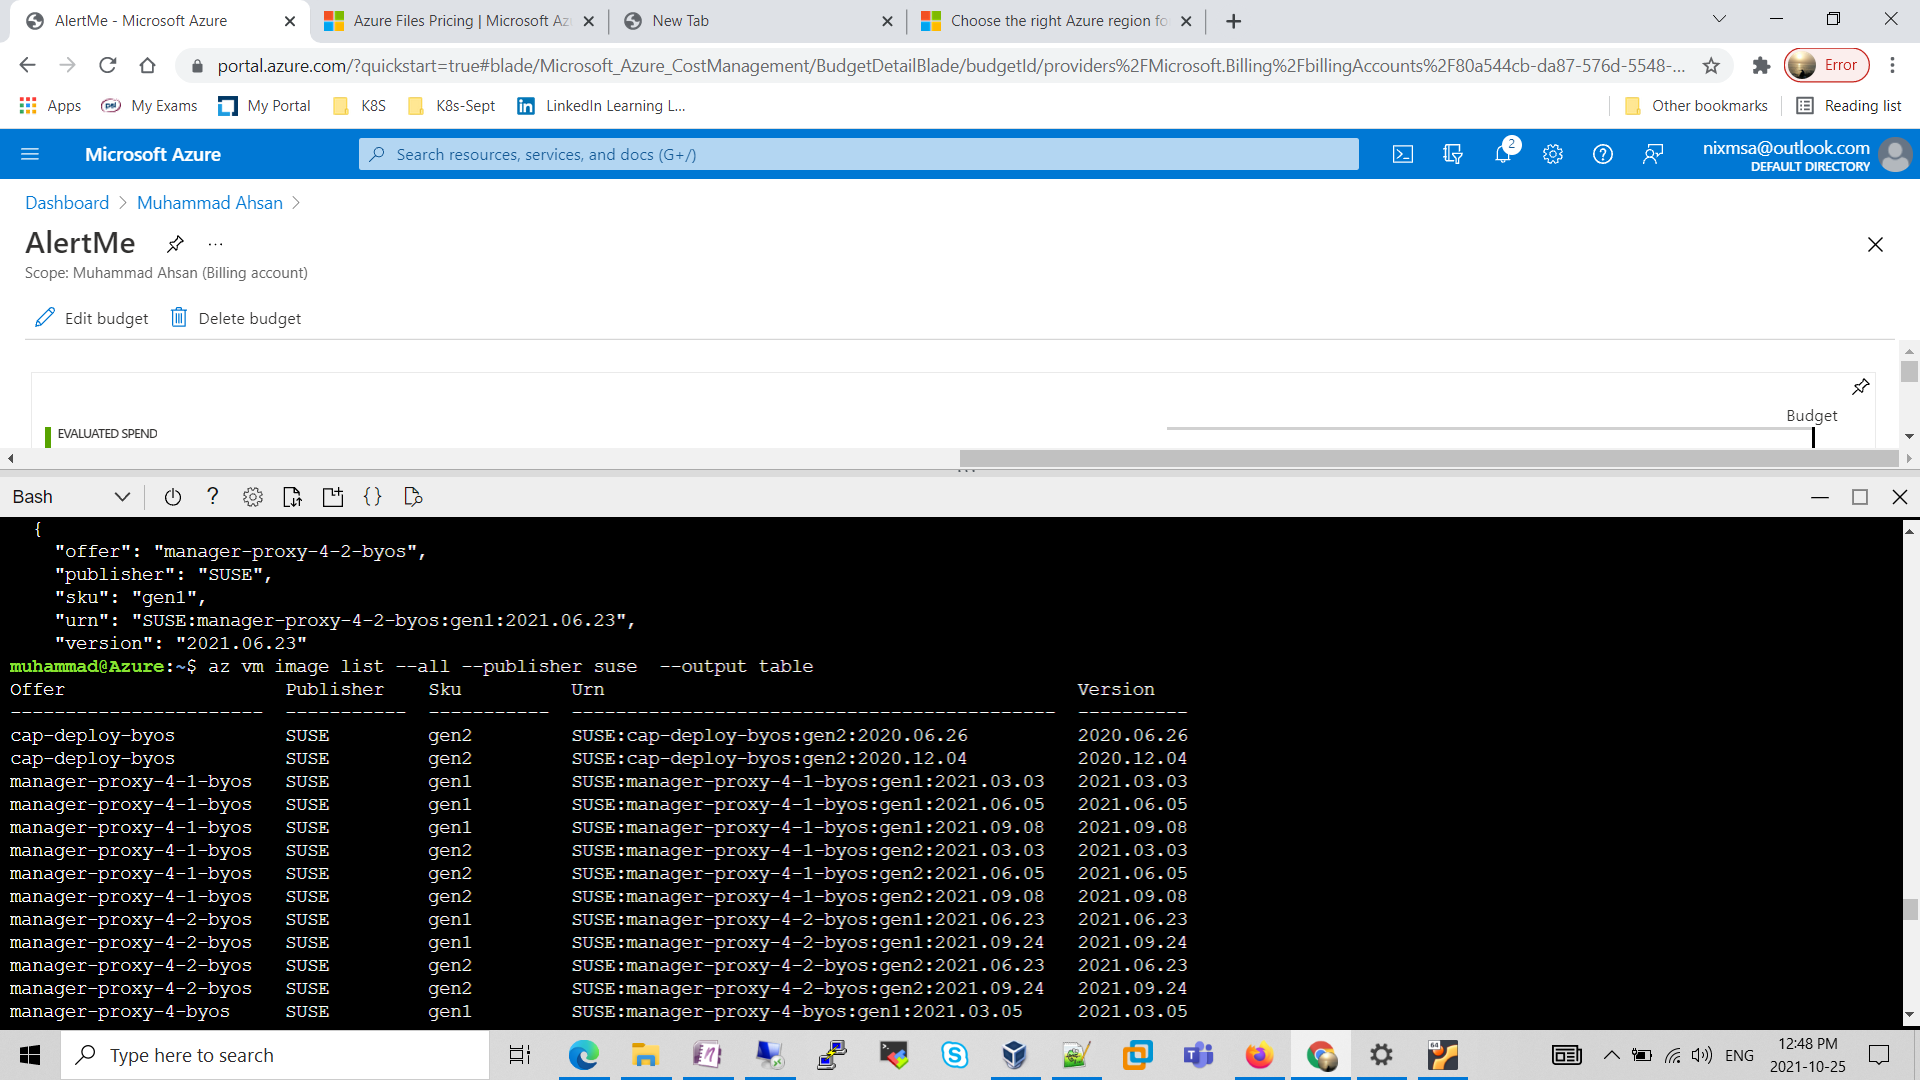 AlertMe - Microsoft Azure
Azure Files Pricing | Microsoft Az
New Tab
Choose the right Azure region fo
portal.azure.com/?quickstart=true#blade/Microsoft_Azure_CostManagement/BudgetDetailBlade/budgetId/providers%2FMicrosoft.Billing%2FbillingAccounts%2F80a544cb-da87-576d-5548-...
Error
Apps
My Exams
My Portal
K8S
K8s-Sept
LinkedIn Learning L...
Other bookmarks
Reading list
Microsoft Azure
Search resources, services, and docs (G+/)
2
nixmsa@outlook.com
DEFAULT DIRECTORY
Dashboard > Muhammad Ahsan >
AlertMe ...
Scope: Muhammad Ahsan (Billing account)
Edit budget
Delete budget
Budget
EVALUATED SPEND
Bash
{
"offer": "manager-proxy-4-2-byos",
"publisher": "SUSE",
"sku": "gen1",
"urn": "SUSE:manager-proxy-4-2-byos:gen1:2021.06.23",
"version": "2021.06.23"
muhammad@Azure:~$ az vm image list --all --publisher suse  --output table
Offer Publisher Sku Urn Version
----------------------- ----------- ----------- -------------------------------------------- ----------
cap-deploy-byos SUSE gen2 SUSE:cap-deploy-byos:gen2:2020.06.26 2020.06.26
cap-deploy-byos SUSE gen2 SUSE:cap-deploy-byos:gen2:2020.12.04 2020.12.04
manager-proxy-4-1-byos SUSE gen1 SUSE:manager-proxy-4-1-byos:gen1:2021.03.03 2021.03.03
manager-proxy-4-1-byos SUSE gen1 SUSE:manager-proxy-4-1-byos:gen1:2021.06.05 2021.06.05
manager-proxy-4-1-byos SUSE gen1 SUSE:manager-proxy-4-1-byos:gen1:2021.09.08 2021.09.08
manager-proxy-4-1-byos SUSE gen2 SUSE:manager-proxy-4-1-byos:gen2:2021.03.03 2021.03.03
manager-proxy-4-1-byos SUSE gen2 SUSE:manager-proxy-4-1-byos:gen2:2021.06.05 2021.06.05
manager-proxy-4-1-byos SUSE gen2 SUSE:manager-proxy-4-1-byos:gen2:2021.09.08 2021.09.08
manager-proxy-4-2-byos SUSE gen1 SUSE:manager-proxy-4-2-byos:gen1:2021.06.23 2021.06.23
manager-proxy-4-2-byos SUSE gen1 SUSE:manager-proxy-4-2-byos:gen1:2021.09.24 2021.09.24
manager-proxy-4-2-byos SUSE gen2 SUSE:manager-proxy-4-2-byos:gen2:2021.06.23 2021.06.23
manager-proxy-4-2-byos SUSE gen2 SUSE:manager-proxy-4-2-byos:gen2:2021.09.24 2021.09.24
manager-proxy-4-byos SUSE gen1 SUSE:manager-proxy-4-byos:gen1:2021.03.05 2021.03.05
Type here to search
ENG
12:48 PM
2021-10-25